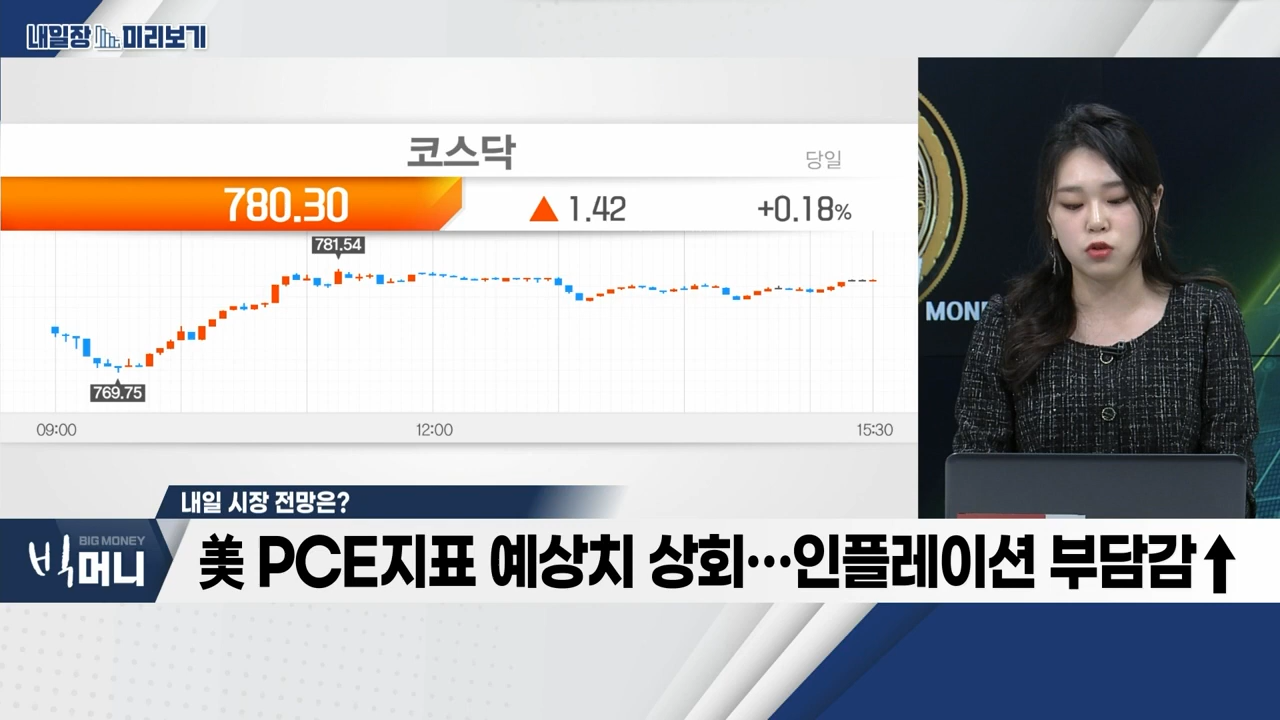 내일장 미리보기
코스닥
당일
780.30 ▲ 1.42 +0.18%
781.54
769.75
09:00 12:00 15:30
MON
내일 시장 전망은?
BIG MONEY
빅머니
美 PCE지표 예상치 상회…인플레이션 부담감↑